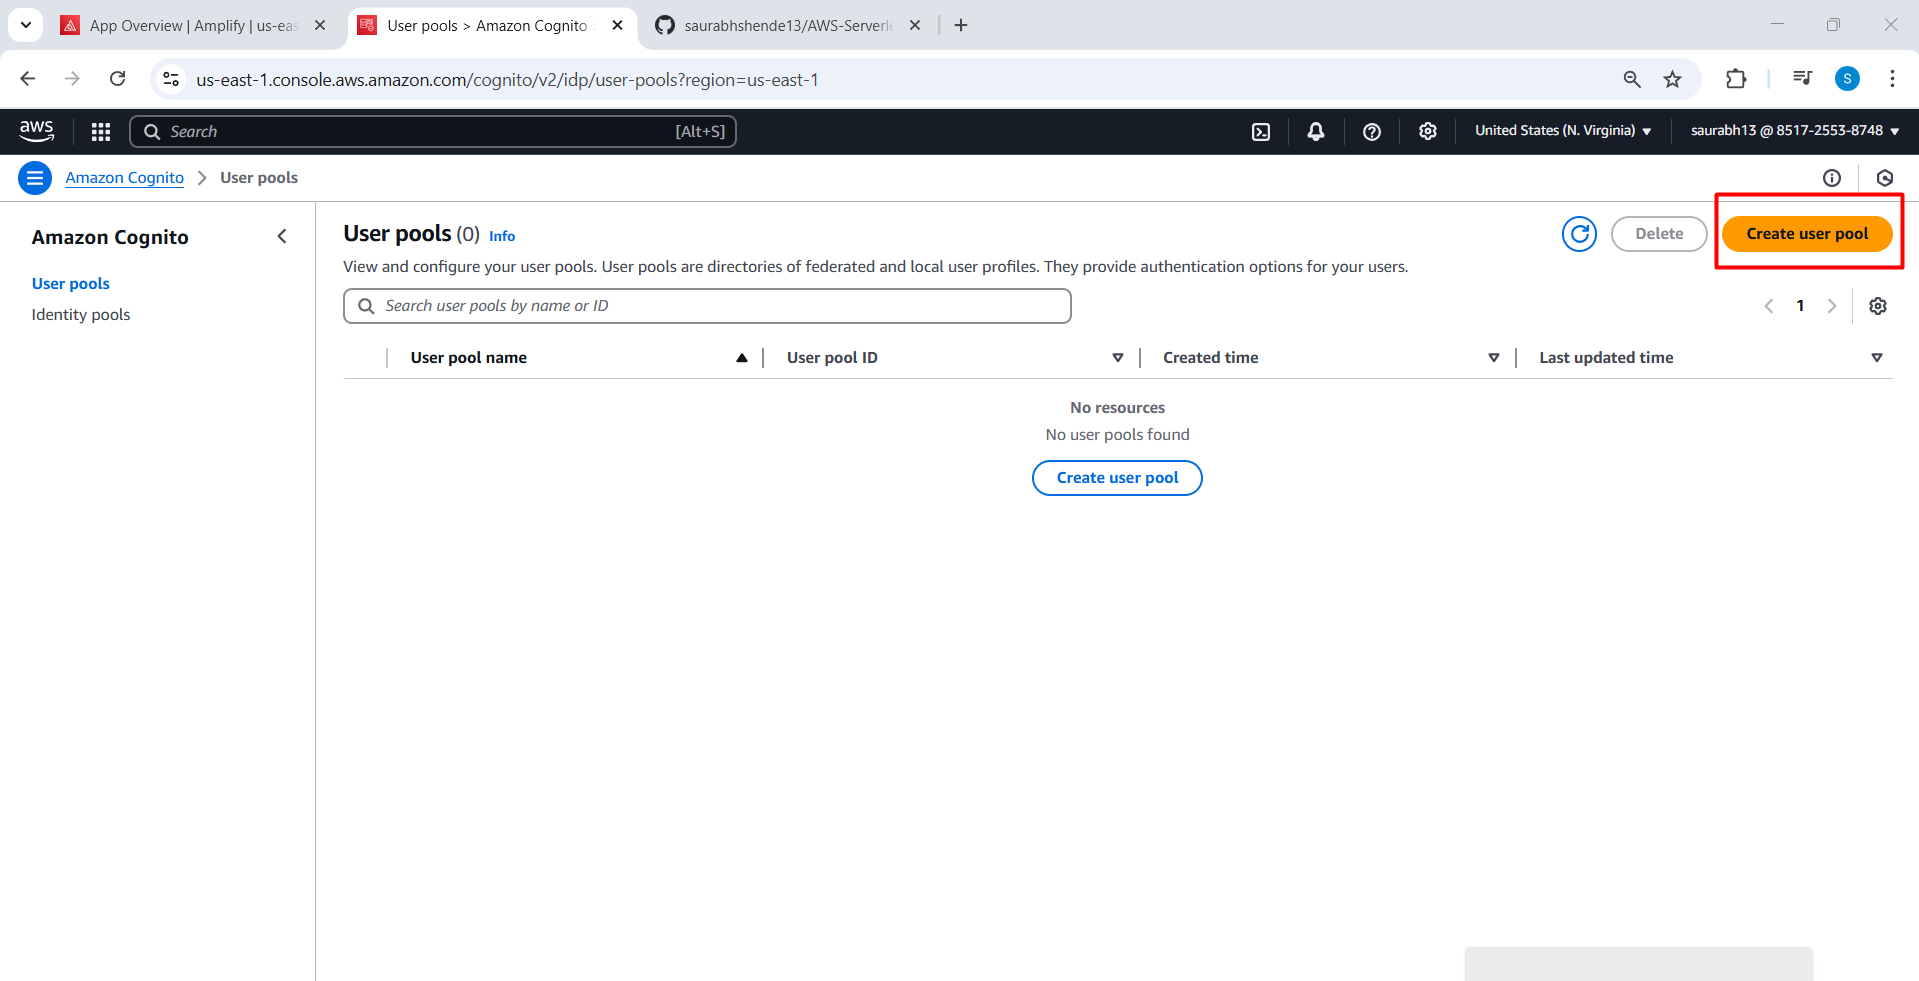 App Overview | Amplify | us-eas
User pools > Amazon Cognito
saurabhshende13/AWS-Serverle
us-east-1.console.aws.amazon.com/cognito/v2/idp/user-pools?region=us-east-1
S
aws
Search
[Alt+S]
United States (N. Virginia)
saurabh13 @ 8517-2553-8748
Amazon Cognito
User pools
Amazon Cognito
User pools
Identity pools
User pools (0) Info
Delete
Create user pool
View and configure your user pools. User pools are directories of federated and local user profiles. They provide authentication options for your users.
Search user pools by name or ID
1
User pool name
User pool ID
Created time
Last updated time
No resources
No user pools found
Create user pool